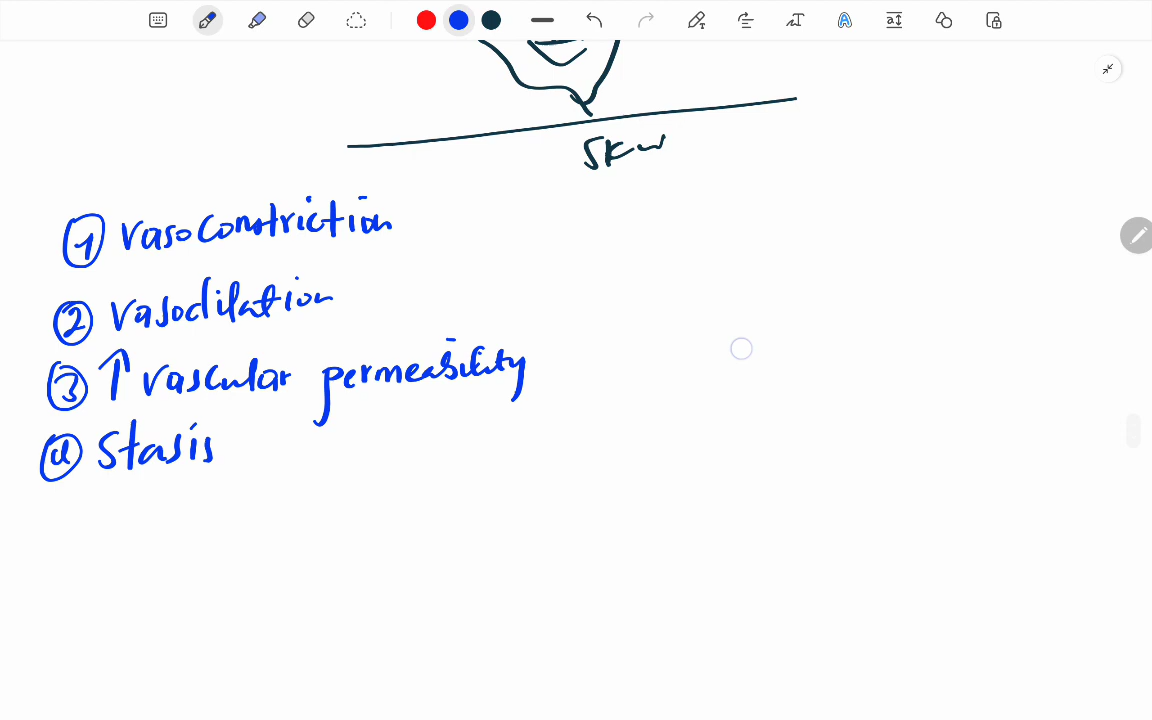 skin
① vasoconstriction
② vasodilation
③ ↑ vascular permeability
④ Stasis